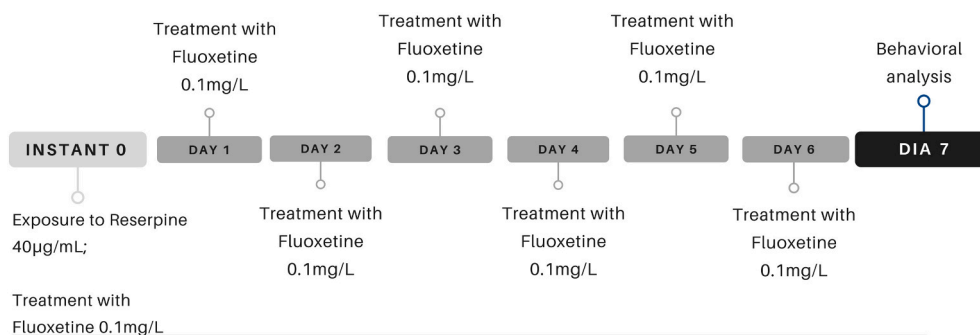 Treatment with
Fluoxetine
0.1mg/L
Treatment with
Fluoxetine
0.1mg/L
Treatment with
Fluoxetine
0.1mg/L
Behavioral
analysis
INSTANT 0
DAY 1
DAY 2
DAY 3
DAY 4
DAY 5
DAY 6
DIA 7
Exposure to Reserpine
40µg/mL;
Treatment with
Fluoxetine 0.1mg/L
Treatment with
Fluoxetine
0.1mg/L
Treatment with
Fluoxetine
0.1mg/L
Treatment with
Fluoxetine
0.1mg/L